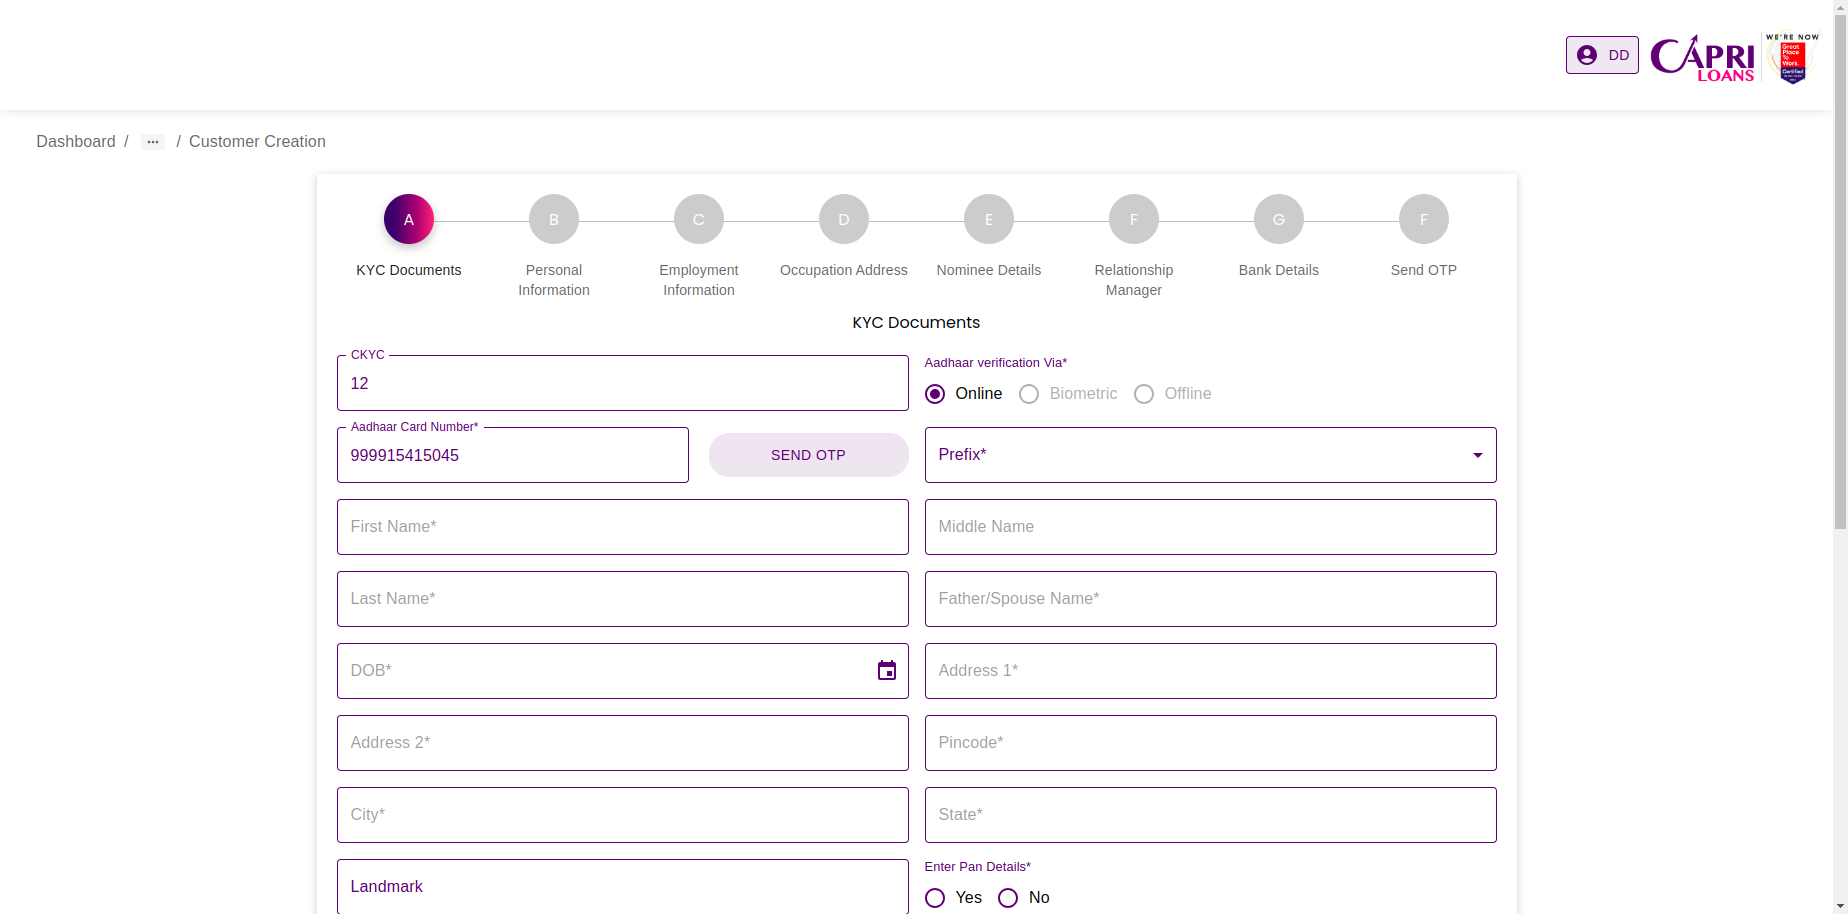 DD
CAPRI
LOANS
WE'RE NOW
Great
Place
To
Work.
Certified
Dashboard / ••• / Customer Creation
A B C D E F G F
KYC Documents
Personal Information
Employment Information
Occupation Address
Nominee Details
Relationship Manager
Bank Details
Send OTP
KYC Documents
CKYC
12
Aadhaar verification Via*
Online Biometric Offline
Aadhaar Card Number*
999915415045
SEND OTP
Prefix*
First Name*
Middle Name
Last Name*
Father/Spouse Name*
DOB*
Address 1*
Address 2*
Pincode*
City*
State*
Landmark
Enter Pan Details*
Yes No